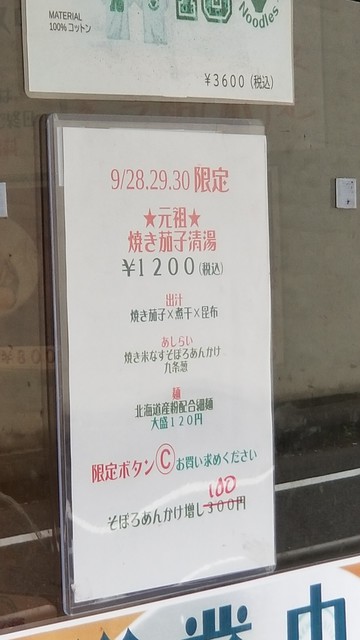 Noodles
MATERIAL
100%コットン
¥3600(税込)
9/28.29.30 限定
★元祖★
焼き茄子清湯
¥1200(税込)
出汁
焼き茄子×煮干×昆布
あしらい
焼き米なすそぼろあんかけ
九条葱
麺
北海道産粉配合細麺
大盛120円
限定ボタンⒸお買い求めください
100
そぼろあんかけ増し300円
業中